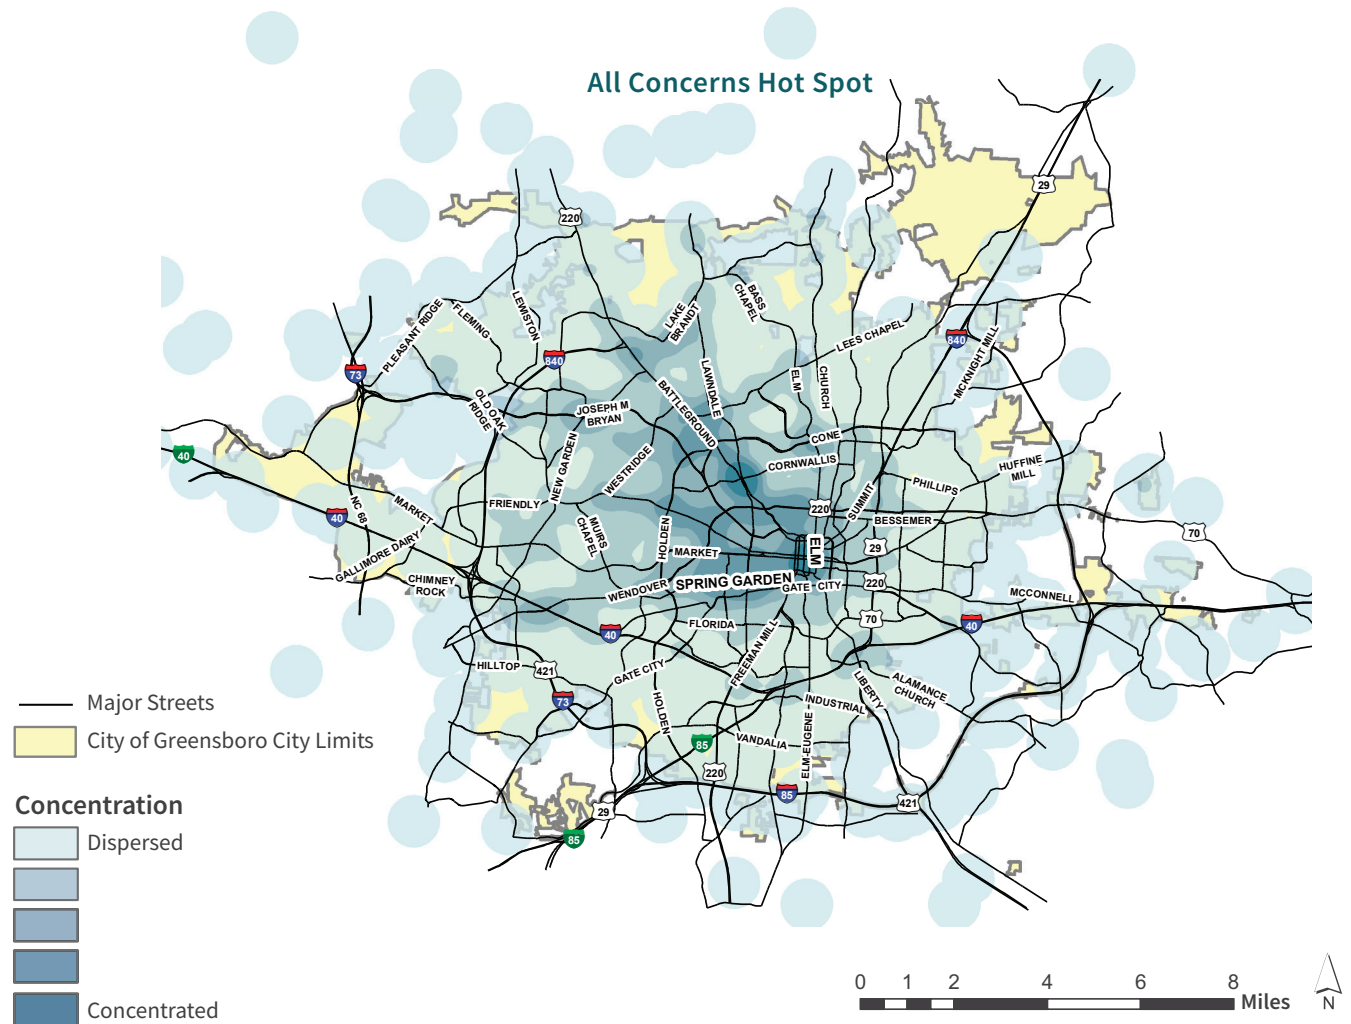 All Concerns Hot Spot
29
220
BASS
CHAPEL
LAKE
BRANDT
LEWISTON
FLEMING
PLEASANT RIDGE
LEES CHAPEL
840
MCKNIGHT MILL
840
73
LAWNDALE
ELM
CHURCH
BATTLEGROUND
OLD OAK
RIDGE
JOSEPH M
BRYAN
CONE
40
NEW GARDEN
WESTRIDGE
CORNWALLIS
HUFFINE
MILL
PHILLIPS
FRIENDLY
NC 68
MARKET
40
SUMMIT
220
BESSEMER
70
MUIRS
CHAPEL
HOLDEN
MARKET
ELM
29
GALLIMORE DAIRY
CHIMNEY
ROCK
WENDOVER
SPRING GARDEN
GATE CITY
220
MCCONNELL
FLORIDA
70
40
40
FREEMAN MILL
HILLTOP
421
GATE CITY
73
HOLDEN
LIBERTY
ALAMANCE
CHURCH
INDUSTRIAL
ELM-EUGENE
VANDALIA
85
220
85
421
29
85
Major Streets
City of Greensboro City Limits
Concentration
Dispersed
Concentrated
0 1 2 4 6 8
Miles
N